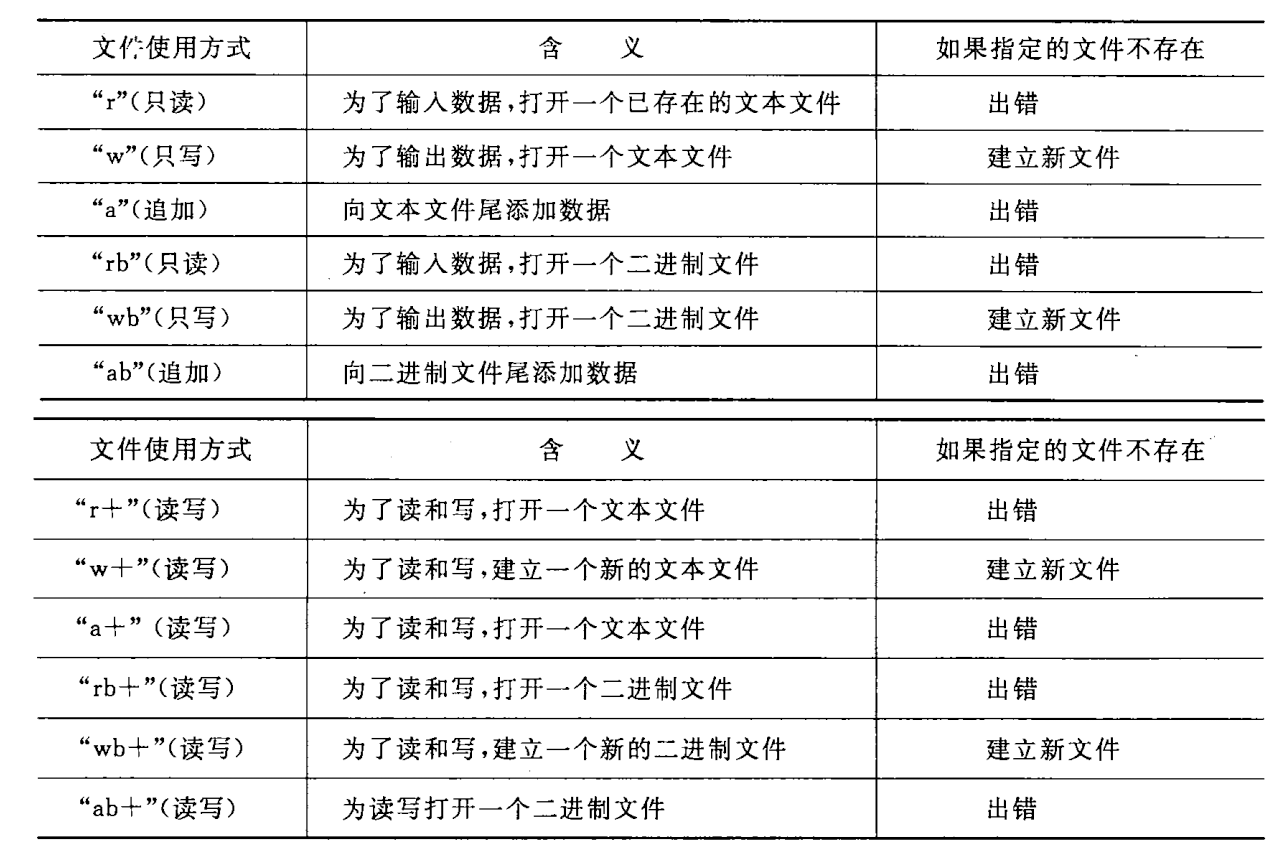 文件使用方式 含 义 如果指定的文件不存在
“r”(只读) 为了输入数据,打开一个已存在的文本文件 出错
“w”(只写) 为了输出数据,打开一个文本文件 建立新文件
“a”(追加) 向文本文件尾添加数据 出错
“rb”(只读) 为了输入数据,打开一个二进制文件 出错
“wb”(只写) 为了输出数据,打开一个二进制文件 建立新文件
“ab”(追加) 向二进制文件尾添加数据 出错
文件使用方式 含 义 如果指定的文件不存在
“r+”(读写) 为了读和写,打开一个文本文件 出错
“w+”(读写) 为了读和写,建立一个新的文本文件 建立新文件
“a+” (读写) 为了读和写,打开一个文本文件 出错
“rb+”(读写) 为了读和写,打开一个二进制文件 出错
“wb+”(读写) 为了读和写,建立一个新的二进制文件 建立新文件
“ab+”(读写) 为读写打开一个二进制文件 出错